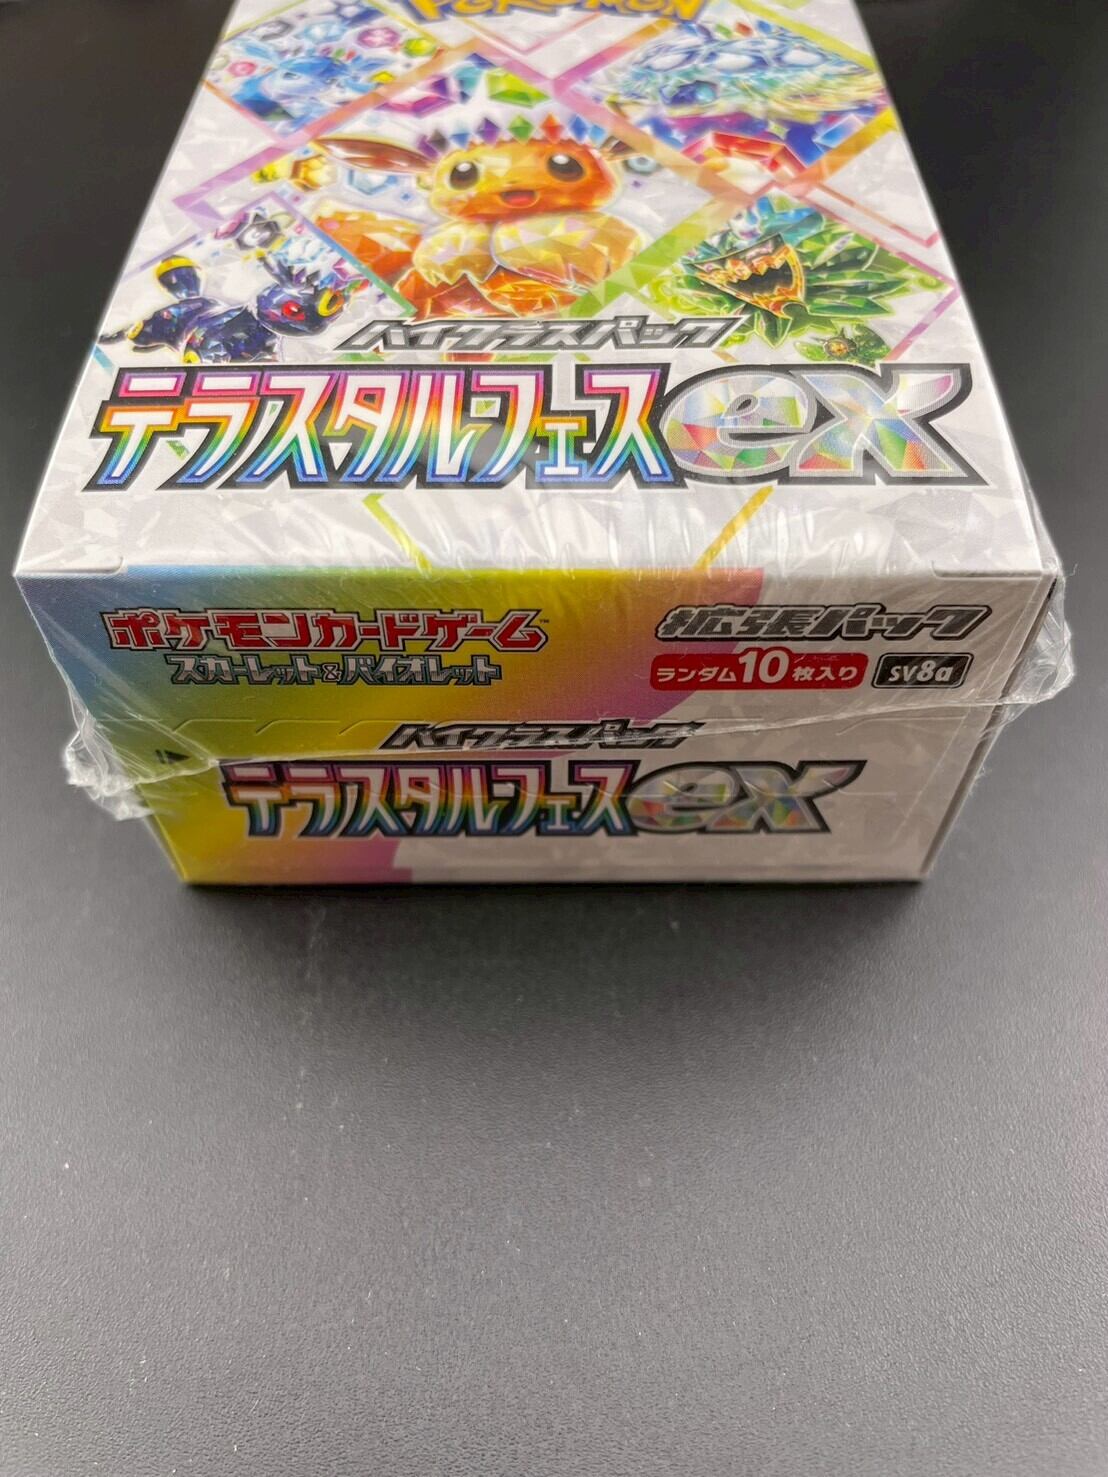 POKÉMON
ハイクラスパック
テラスタルフェスex
ポケモンカードゲーム™
スカーレット&バイオレット
拡張パック
ランダム10枚入り
sv8a
ハイクラスパック
テラスタルフェスex